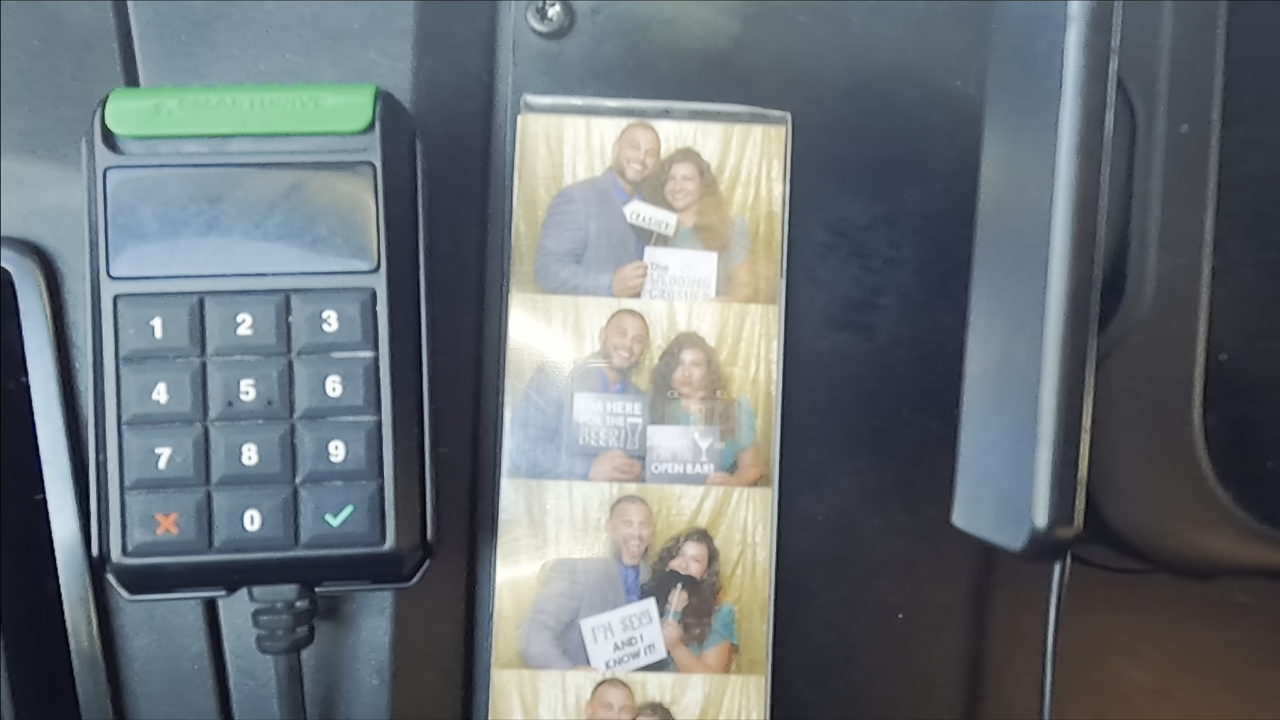 SMARTDRIVE
1 2 3
4 5 6
7 8 9
0
CRASHER
The
WEDDING
CRASHER
I'M HERE
FOR THE
BEER!
OPEN BAR!
I'M SEXY
AND I
KNOW IT!